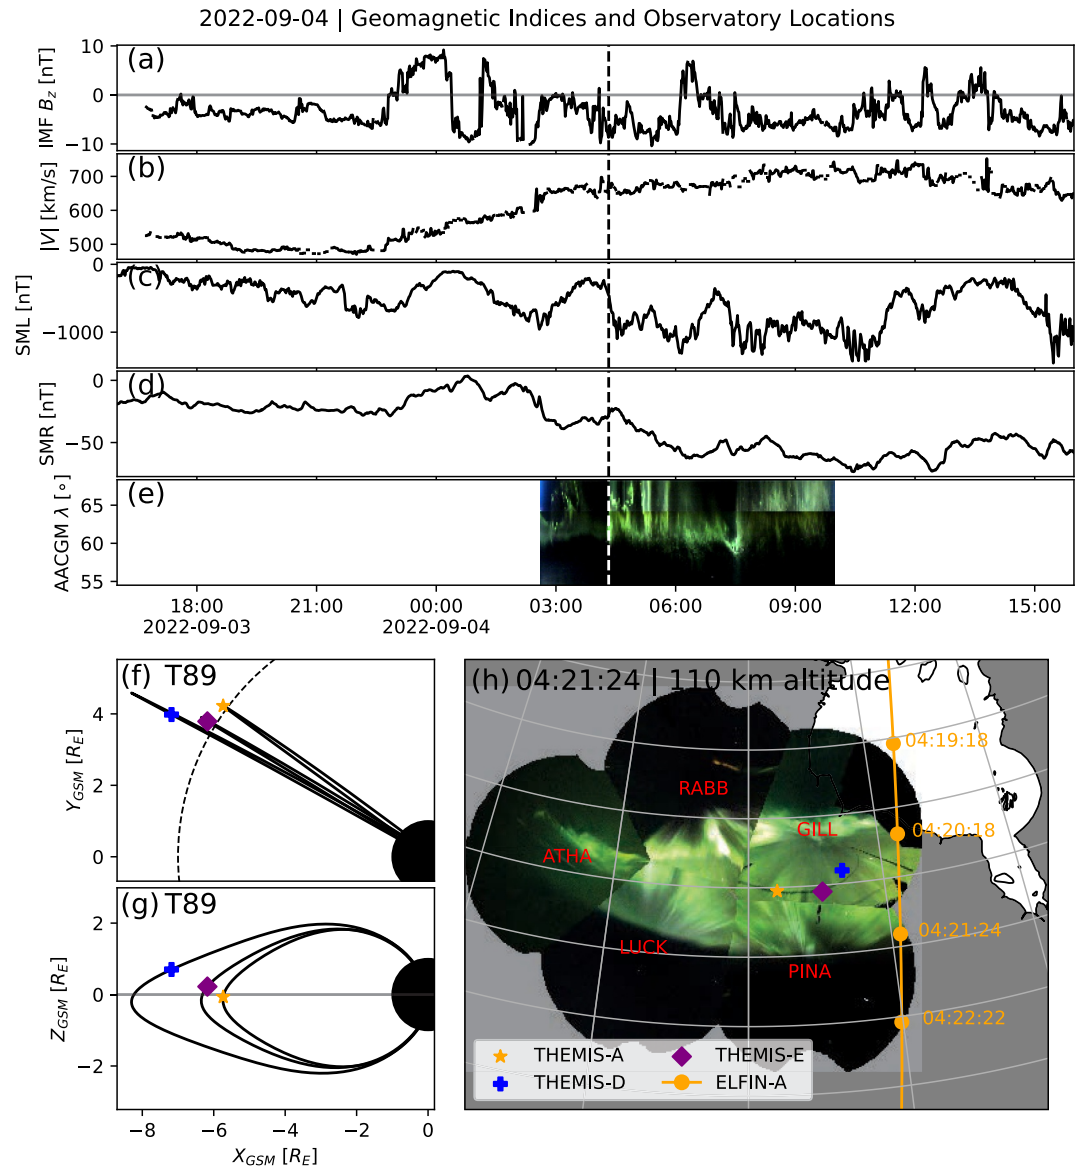 2022-09-04 | Geomagnetic Indices and Observatory Locations
(a)
IMF B_z [nT]
10
0
−10
(b)
|V| [km/s]
700
600
500
(c)
SML [nT]
0
−1000
(d)
SMR [nT]
0
−50
(e)
AACGM λ [∘]
65
60
55
18:00 21:00 00:00 03:00 06:00 09:00 12:00 15:00
2022-09-03 2022-09-04
(f) T89
Y_GSM [R_E]
4
2
0
(g) T89
Z_GSM [R_E]
2
0
−2
−8 −6 −4 −2 0
X_GSM [R_E]
(h) 04:21:24 | 110 km altitude
04:19:18
RABB
GILL
04:20:18
ATHA
LUCK
04:21:24
PINA
04:22:22
THEMIS-A
THEMIS-D
THEMIS-E
ELFIN-A